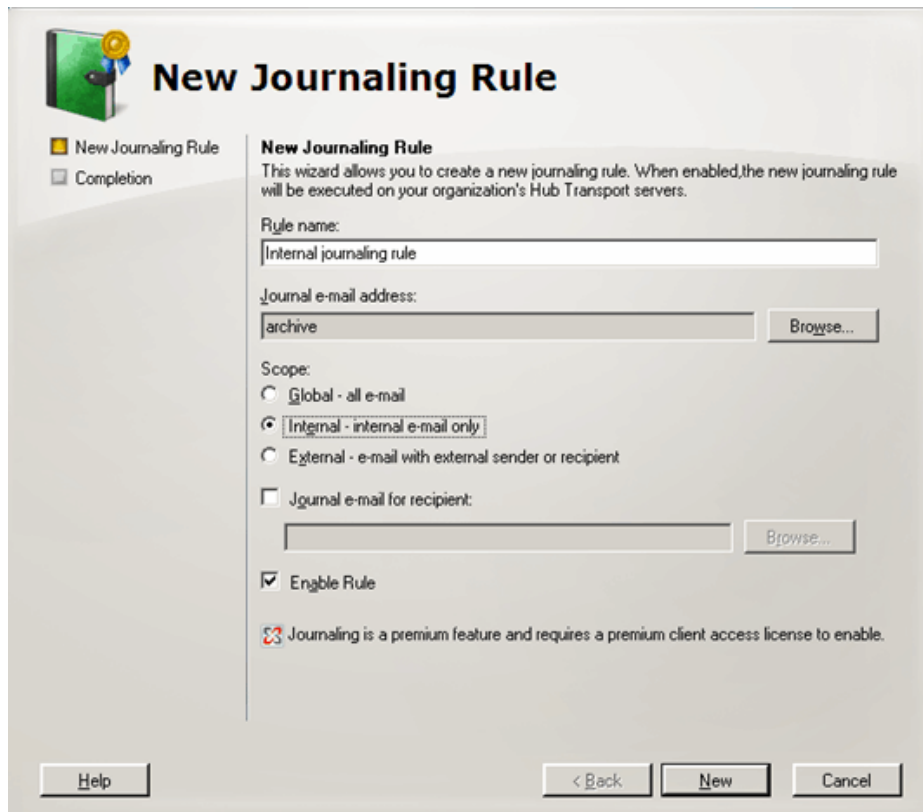 New Journaling Rule
New Journaling Rule
Completion
New Journaling Rule
This wizard allows you to create a new journaling rule. When enabled,the new journaling rule
will be executed on your organization's Hub Transport servers.
Rule name:
Internal journaling rule
Journal e-mail address:
archive
Browse...
Scope:
Global - all e-mail
Internal - internal e-mail only
External - e-mail with external sender or recipient
Journal e-mail for recipient:
Browse...
Enable Rule
Journaling is a premium feature and requires a premium client access license to enable.
Help
< Back
New
Cancel